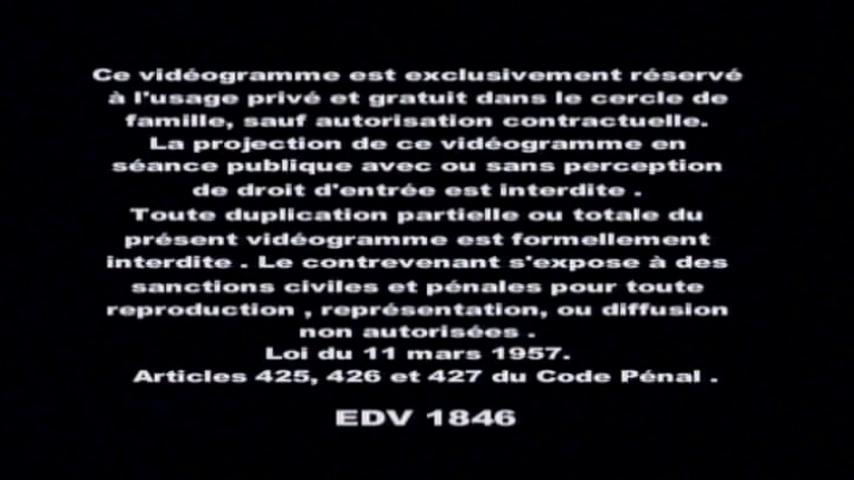 Ce vidéogramme est exclusivement réservé
à l'usage privé et gratuit dans le cercle de
famille, sauf autorisation contractuelle.
La projection de ce vidéogramme en
séance publique avec ou sans perception
de droit d'entrée est interdite .
Toute duplication partielle ou totale du
présent vidéogramme est formellement
interdite . Le contrevenant s'expose à des
sanctions civiles et pénales pour toute
reproduction , représentation, ou diffusion
non autorisées .
Loi du 11 mars 1957.
Articles 425, 426 et 427 du Code Pénal .
EDV 1846